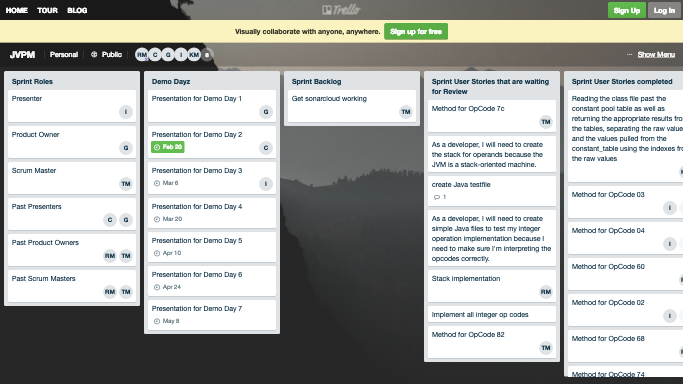 HOME TOUR BLOG Trello Sign Up Log In
Visually collaborate with anyone, anywhere. Sign up for free
JVPM Personal Public RM C G I KM ··· Show Menu
Sprint Roles
Presenter
I
Product Owner
G
Scrum Master
TM
Past Presenters
C G
Past Product Owners
RM TM
Past Scrum Masters
RM TM
Demo Dayz
Presentation for Demo Day 1
G
Presentation for Demo Day 2
Feb 20
C
Presentation for Demo Day 3
Mar 6
I
Presentation for Demo Day 4
Mar 20
Presentation for Demo Day 5
Apr 10
Presentation for Demo Day 6
Apr 24
Presentation for Demo Day 7
May 8
Sprint Backlog
Get sonarcloud working
TM
Sprint User Stories that are waiting
for Review
Method for OpCode 7c
TM
As a developer, I will need to create
the stack for operands because the
JVM is a stack-oriented machine.
create Java testfile
1
As a developer, I will need to create
simple Java files to test my integer
operation implementation because I
need to make sure I'm interpreting the
opcodes correctly.
Stack implementation
RM
Implement all integer op codes
Method for OpCode 82
TM
Sprint User Stories completed
Reading the class file past the
constant pool table as well as
returning the appropriate results fro
the tables, separating the raw value
and the values pulled from the
constant_table using the indexes fr
the raw values
Method for OpCode 03
I
Method for OpCode 04
I
Method for OpCode 60
Method for OpCode 02
I
Method for OpCode 68
Method for OpCode 74